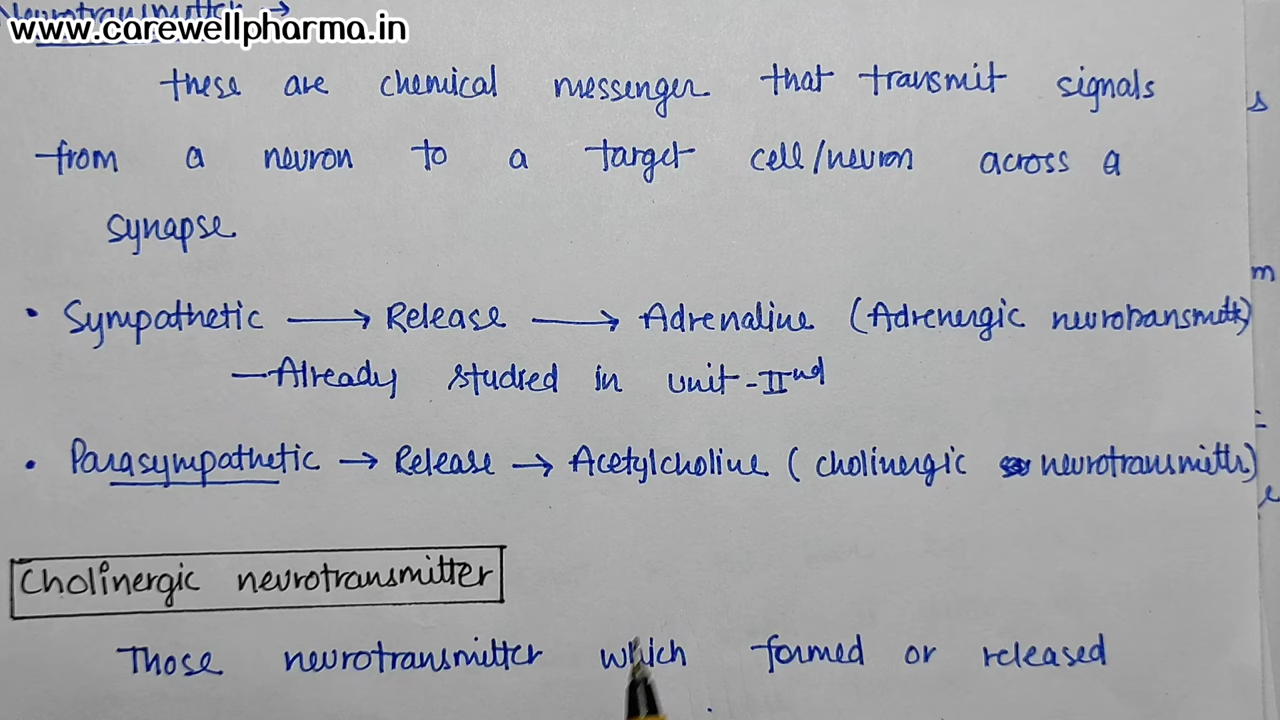 Neurotransmitter →
www.carewellpharma.in
these are chemical messenger that transmit signals
from a neuron to a target cell/neuron across a
synapse
• Sympathetic → Release → Adrenaline (Adrenergic neurotransmitter)
- Already studied in unit-IInd
• Parasympathetic → Release → Acetylcholine (cholinergic neurotransmitter)
Cholinergic neurotransmitter
Those neurotransmitter which formed or released